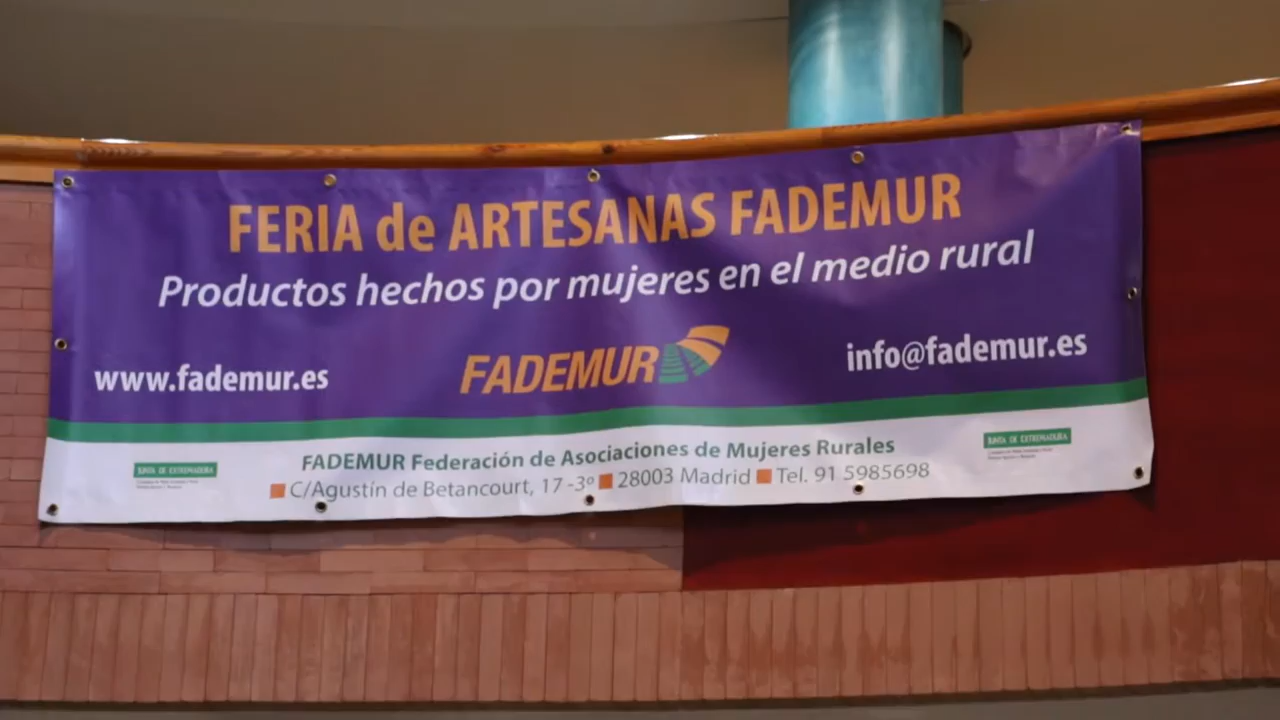 FERIA de ARTESANAS FADEMUR
Productos hechos por mujeres en el medio rural
www.fademur.es
FADEMUR
info@fademur.es
FADEMUR Federación de Asociaciones de Mujeres Rurales
C/Agustín de Betancourt, 17 -3º 28003 Madrid Tel. 91 5985698
JUNTA DE EXTREMADURA
JUNTA DE EXTREMADURA